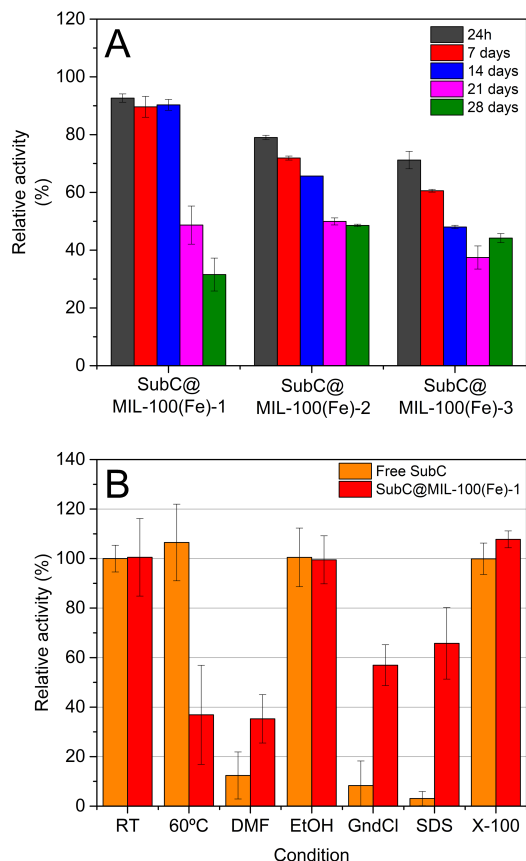 A
24h
7 days
14 days
21 days
28 days
120
100
80
60
40
20
0
Relative activity
(%)
SubC@
MIL-100(Fe)-1
SubC@
MIL-100(Fe)-2
SubC@
MIL-100(Fe)-3
B
Free SubC
SubC@MIL-100(Fe)-1
140
120
100
80
60
40
20
0
Relative activity (%)
RT 60ºC DMF EtOH GndCl SDS X-100
Condition